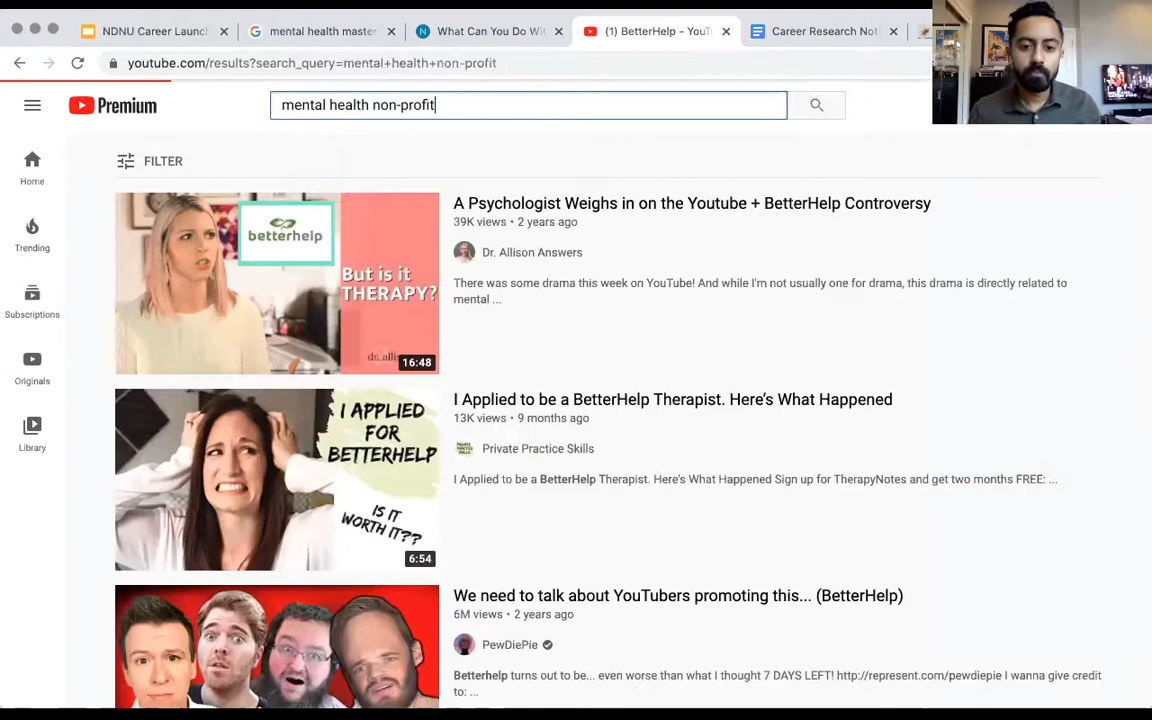 NDNU Career Launch
mental health master
What Can You Do Wit
(1) BetterHelp - YouTu
Career Research Not
youtube.com/results?search_query=mental+health+non-profit
Premium
mental health non-profit
FILTER
Home
Trending
Subscriptions
Originals
Library
betterhelp
But is it
THERAPY?
dr. alli
16:48
A Psychologist Weighs in on the Youtube + BetterHelp Controversy
39K views • 2 years ago
Dr. Allison Answers
There was some drama this week on YouTube! And while I'm not usually one for drama, this drama is directly related to
mental ...
I APPLIED
FOR
BETTERHELP
IS IT
WORTH IT??
6:54
I Applied to be a BetterHelp Therapist. Here's What Happened
13K views • 9 months ago
Private Practice Skills
I Applied to be a BetterHelp Therapist. Here's What Happened Sign up for TherapyNotes and get two months FREE: ...
We need to talk about YouTubers promoting this... (BetterHelp)
6M views • 2 years ago
PewDiePie
Betterhelp turns out to be... even worse than what I thought 7 DAYS LEFT! http://represent.com/pewdiepie I wanna give credit
to: ...